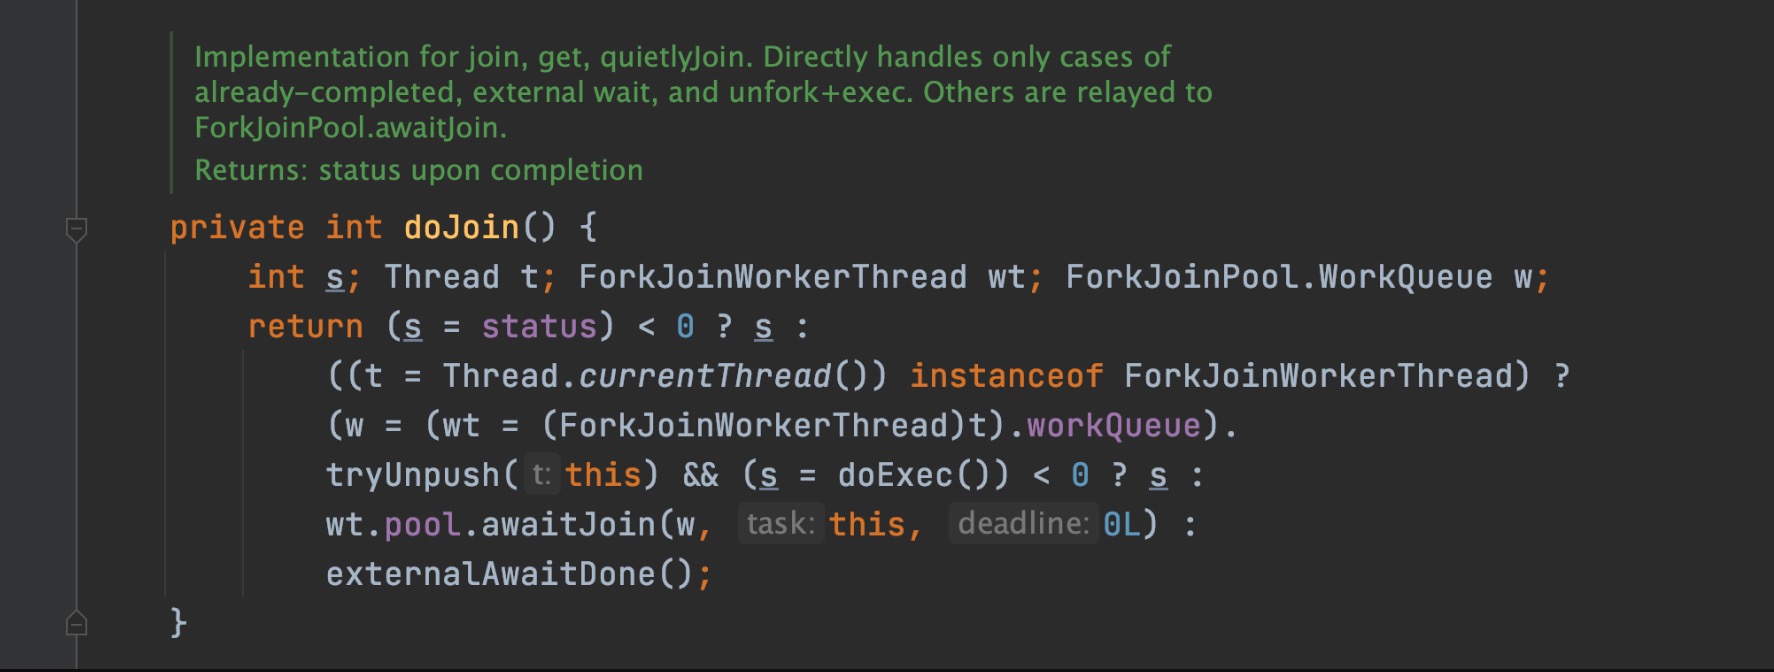 Implementation for join, get, quietlyJoin. Directly handles only cases of
already-completed, external wait, and unfork+exec. Others are relayed to
ForkJoinPool.awaitJoin.
Returns: status upon completion
private int doJoin() {
int s; Thread t; ForkJoinWorkerThread wt; ForkJoinPool.WorkQueue w;
return (s = status) < 0 ? s :
((t = Thread.currentThread()) instanceof ForkJoinWorkerThread) ?
(w = (wt = (ForkJoinWorkerThread)t).workQueue).
tryUnpush( t: this) && (s = doExec()) < 0 ? s :
wt.pool.awaitJoin(w, task: this, deadline: 0L) :
externalAwaitDone();
}